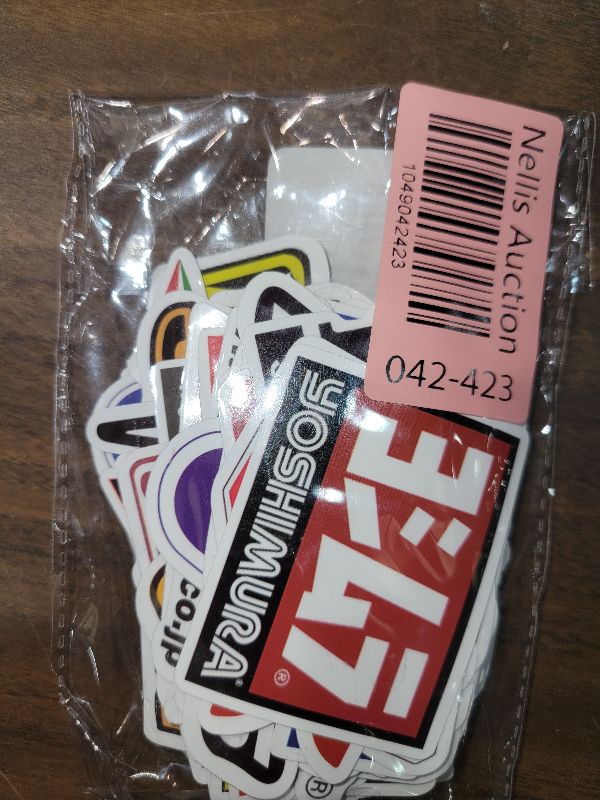 Nellis Auction
1049042423
042-423
ヨシムラ
®
YOSHIMURA
®
co.jp
®